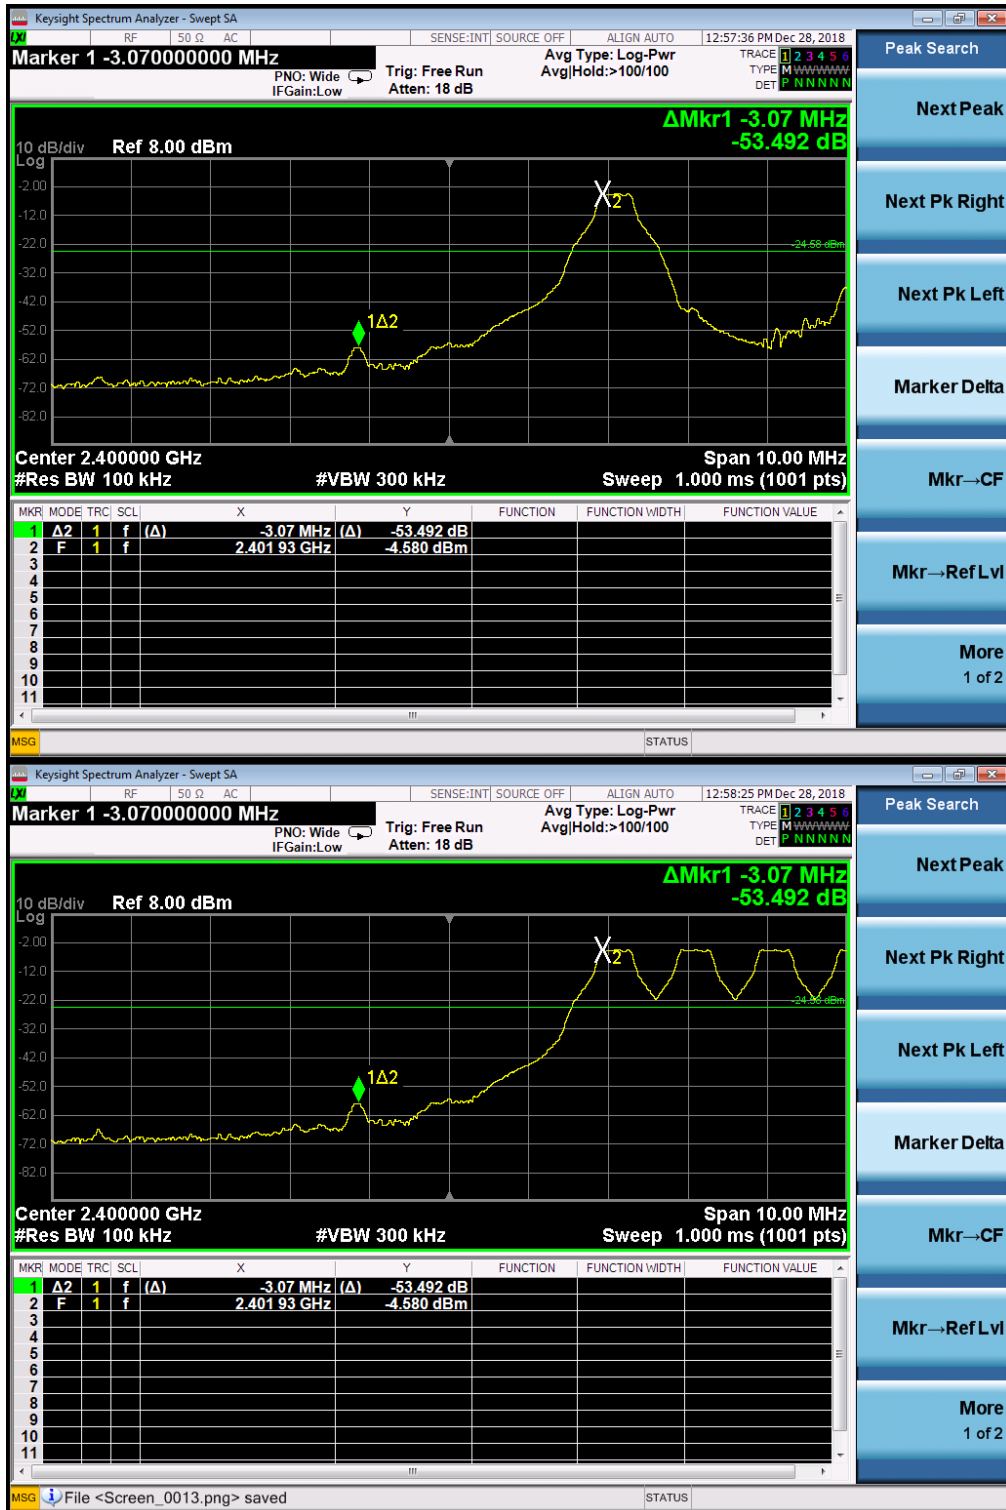 Keysight Spectrum Analyzer - Swept SA
LXI RF 50 Ω AC SENSE:INT SOURCE OFF ALIGN AUTO 12:57:36 PM Dec 28, 2018
Marker 1 -3.070000000 MHz
PNO: Wide
IFGain:Low
Trig: Free Run
Atten: 18 dB
Avg Type: Log-Pwr
Avg|Hold:>100/100
TRACE 1 2 3 4 5 6
TYPE M WWWWW
DET P N N N N N
ΔMkr1 -3.07 MHz
-53.492 dB
10 dB/div Ref 8.00 dBm
Log
-2.00
-12.0
-22.0
-32.0
-42.0
-52.0
-62.0
-72.0
-82.0
2
-24.58 dBm
1Δ2
Center 2.400000 GHz Span 10.00 MHz
#Res BW 100 kHz #VBW 300 kHz Sweep 1.000 ms (1001 pts)
MKR MODE TRC SCL X Y FUNCTION FUNCTION WIDTH FUNCTION VALUE
1 Δ2 1 f (Δ) -3.07 MHz (Δ) -53.492 dB
2 F 1 f 2.401 93 GHz -4.580 dBm
3
4
5
6
7
8
9
10
11
MSG STATUS
Peak Search
Next Peak
Next Pk Right
Next Pk Left
Marker Delta
Mkr→CF
Mkr→Ref Lvl
More
1 of 2
Keysight Spectrum Analyzer - Swept SA
LXI RF 50 Ω AC SENSE:INT SOURCE OFF ALIGN AUTO 12:58:25 PM Dec 28, 2018
Marker 1 -3.070000000 MHz
PNO: Wide
IFGain:Low
Trig: Free Run
Atten: 18 dB
Avg Type: Log-Pwr
Avg|Hold:>100/100
TRACE 1 2 3 4 5 6
TYPE M WWWWW
DET P N N N N N
ΔMkr1 -3.07 MHz
-53.492 dB
10 dB/div Ref 8.00 dBm
Log
-2.00
-12.0
-22.0
-32.0
-42.0
-52.0
-62.0
-72.0
-82.0
2
-24.58 dBm
1Δ2
Center 2.400000 GHz Span 10.00 MHz
#Res BW 100 kHz #VBW 300 kHz Sweep 1.000 ms (1001 pts)
MKR MODE TRC SCL X Y FUNCTION FUNCTION WIDTH FUNCTION VALUE
1 Δ2 1 f (Δ) -3.07 MHz (Δ) -53.492 dB
2 F 1 f 2.401 93 GHz -4.580 dBm
3
4
5
6
7
8
9
10
11
MSG File <Screen_0013.png> saved STATUS
Peak Search
Next Peak
Next Pk Right
Next Pk Left
Marker Delta
Mkr→CF
Mkr→Ref Lvl
More
1 of 2